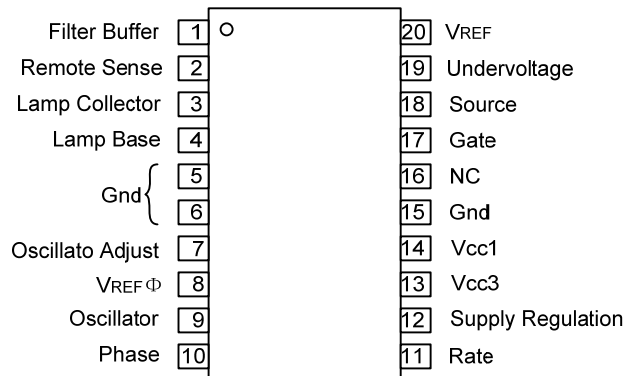 Filter Buffer 1 20 VREF
Remote Sense 2 19 Undervoltage
Lamp Collector 3 18 Source
Lamp Base 4 17 Gate
Gnd 5 16 NC
6 15 Gnd
Oscillato Adjust 7 14 Vcc1
VREFΦ 8 13 Vcc3
Oscillator 9 12 Supply Regulation
Phase 10 11 Rate